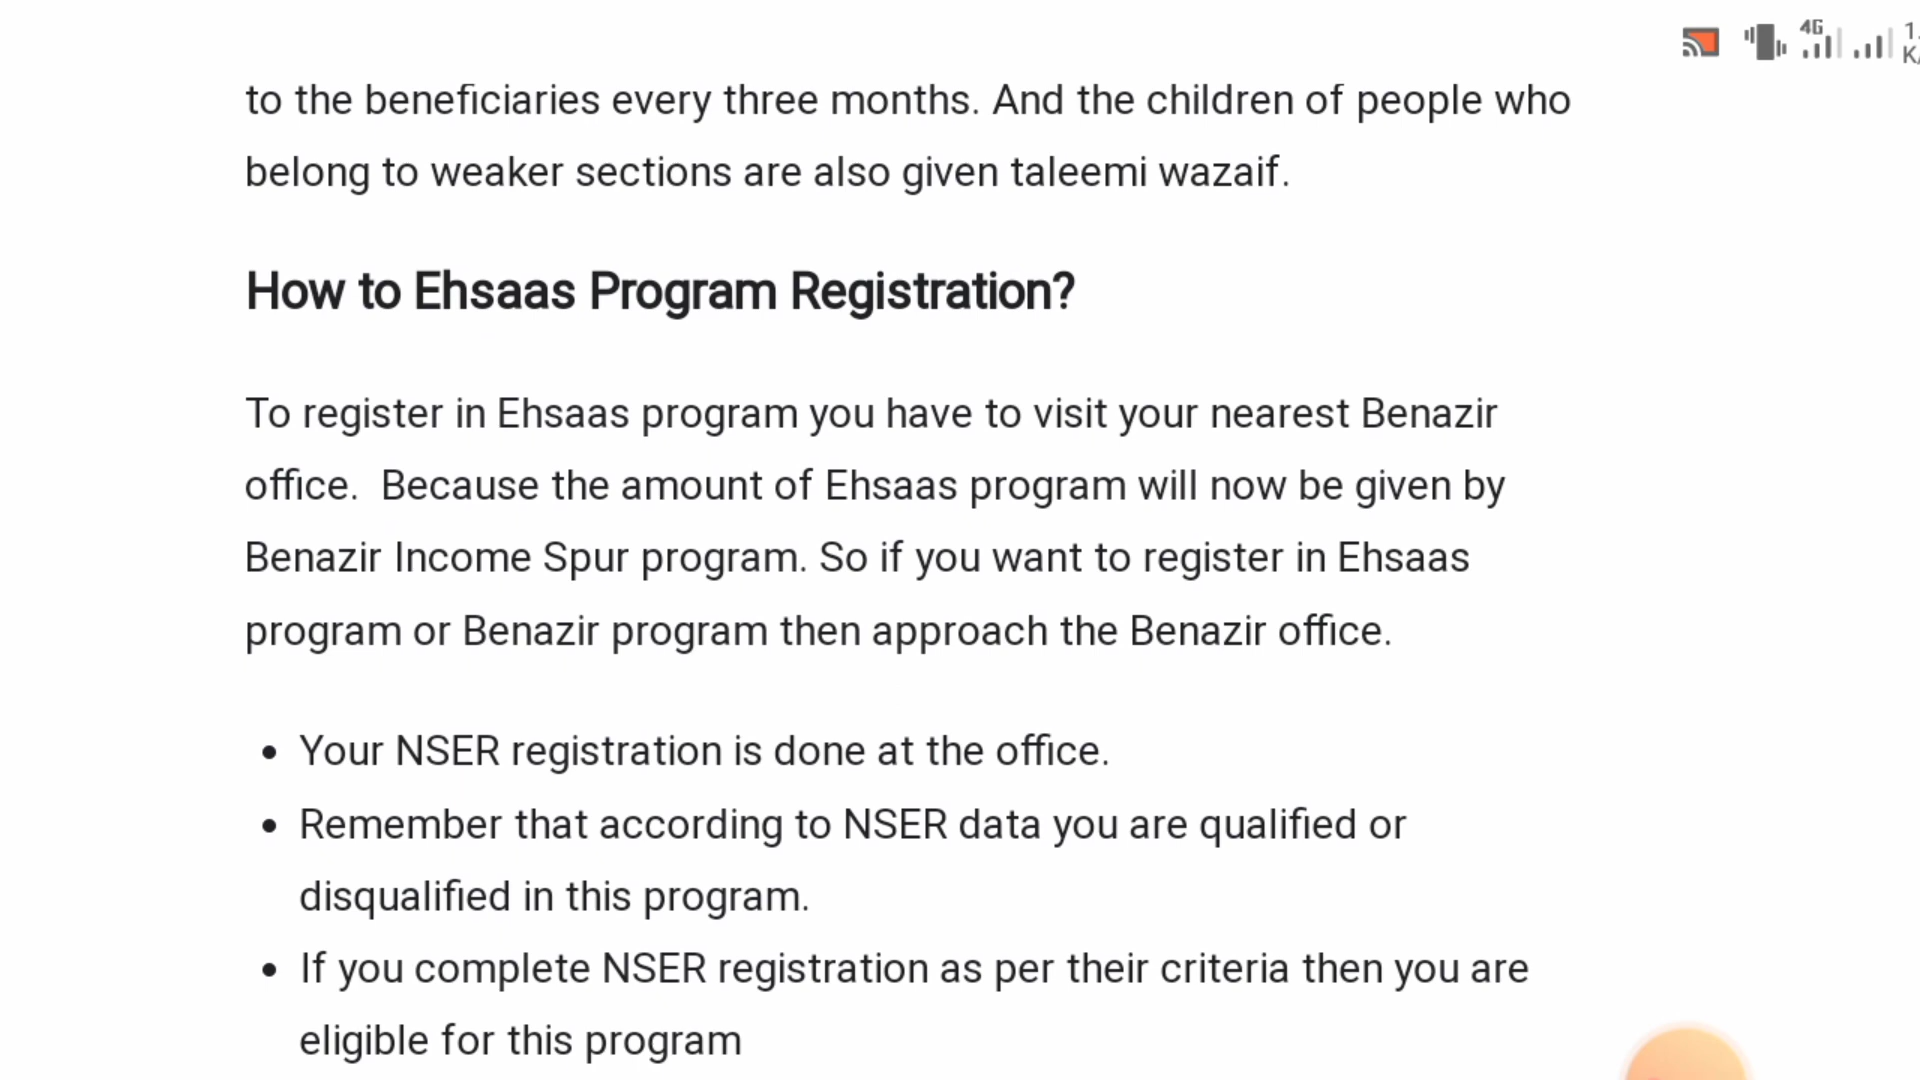 4G
to the beneficiaries every three months. And the children of people who
belong to weaker sections are also given taleemi wazaif.
How to Ehsaas Program Registration?
To register in Ehsaas program you have to visit your nearest Benazir
office.  Because the amount of Ehsaas program will now be given by
Benazir Income Spur program. So if you want to register in Ehsaas
program or Benazir program then approach the Benazir office.
• Your NSER registration is done at the office.
• Remember that according to NSER data you are qualified or
disqualified in this program.
• If you complete NSER registration as per their criteria then you are
eligible for this program